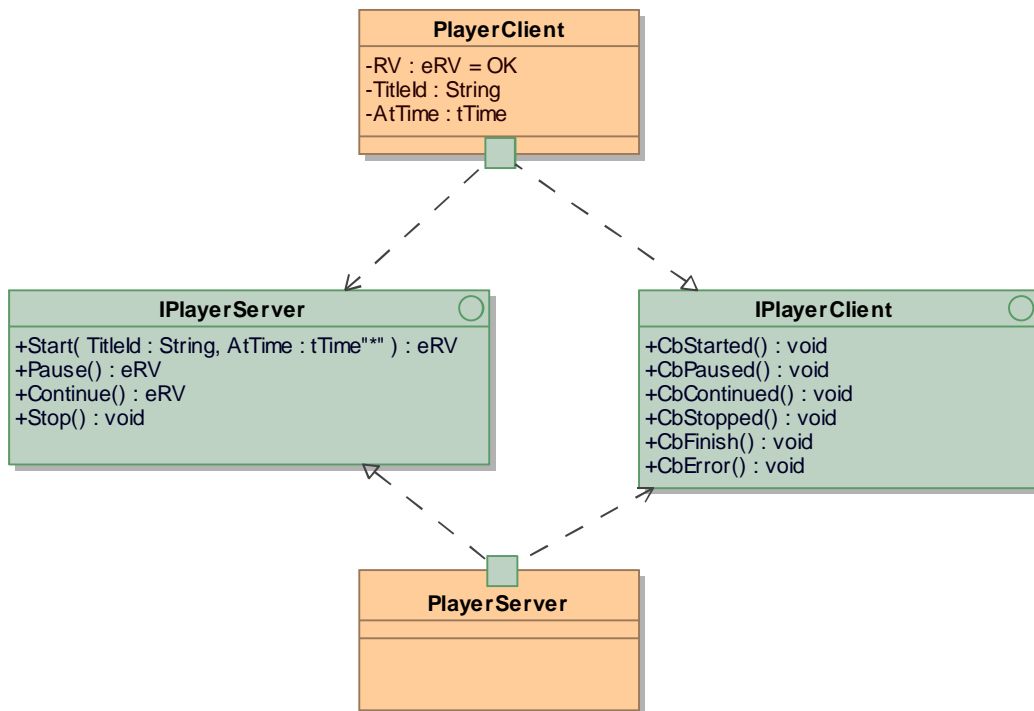 PlayerClient
-RV : eRV = OK
-TitleId : String
-AtTime : tTime
IPlayerServer
+Start( TitleId : String, AtTime : tTime"*" ) : eRV
+Pause() : eRV
+Continue() : eRV
+Stop() : void
IPlayerClient
+CbStarted() : void
+CbPaused() : void
+CbContinued() : void
+CbStopped() : void
+CbFinish() : void
+CbError() : void
PlayerServer